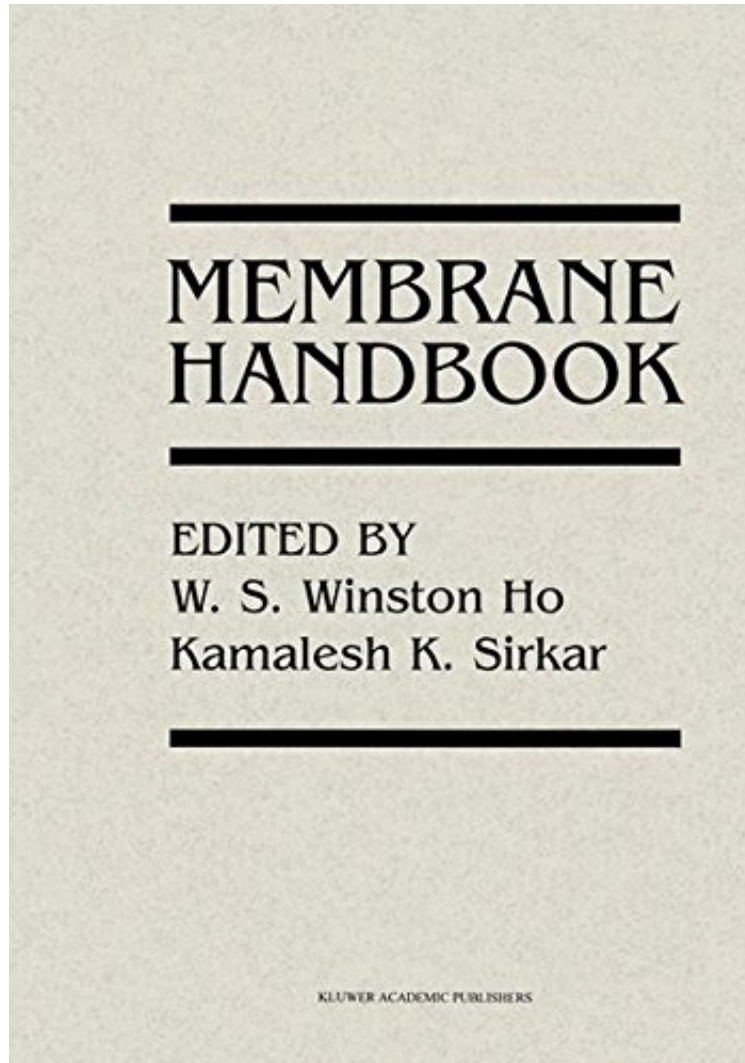 MEMBRANE
HANDBOOK
EDITED BY
W. S. Winston Ho
Kamalesh K. Sirkar
KLUWER ACADEMIC PUBLISHERS